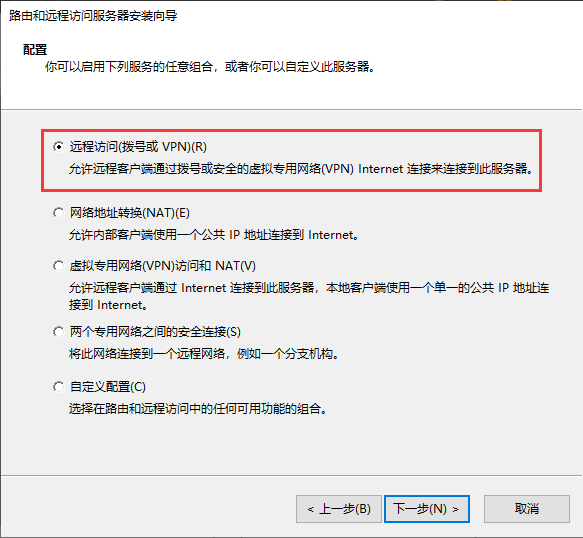 路由和远程访问服务器安装向导
配置
你可以启用下列服务的任意组合，或者你可以自定义此服务器。
远程访问(拨号或 VPN)(R)
允许远程客户端通过拨号或安全的虚拟专用网络(VPN) Internet 连接来连接到此服务器。
网络地址转换(NAT)(E)
允许内部客户端使用一个公共 IP 地址连接到 Internet。
虚拟专用网络(VPN)访问和 NAT(V)
允许远程客户端通过 Internet 连接到此服务器，本地客户端使用一个单一的公共 IP 地址连
接到 Internet。
两个专用网络之间的安全连接(S)
将此网络连接到一个远程网络，例如一个分支机构。
自定义配置(C)
选择在路由和远程访问中的任何可用功能的组合。
< 上一步(B) 下一步(N) > 取消